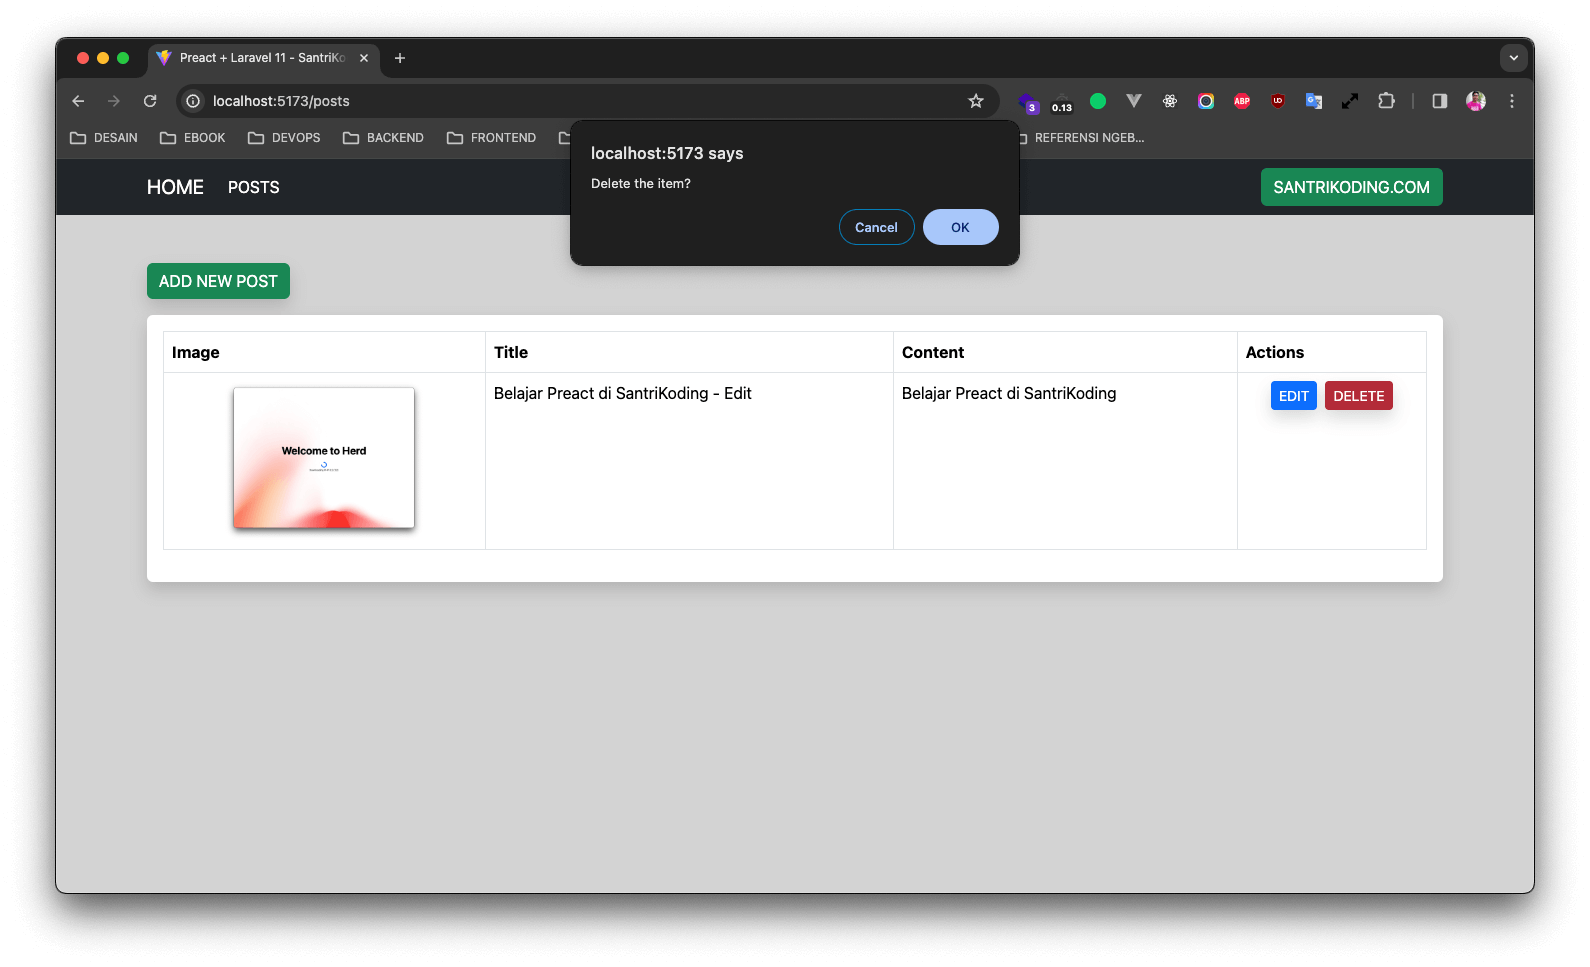 Preact + Laravel 11 - SantriKo
localhost:5173/posts
3
0.13
ABP
DESAIN
EBOOK
DEVOPS
BACKEND
FRONTEND
REFERENSI NGEB...
localhost:5173 says
Delete the item?
Cancel
OK
HOME
POSTS
SANTRIKODING.COM
ADD NEW POST
Image
Title
Content
Actions
Welcome to Herd
Belajar Preact di SantriKoding - Edit
Belajar Preact di SantriKoding
EDIT
DELETE